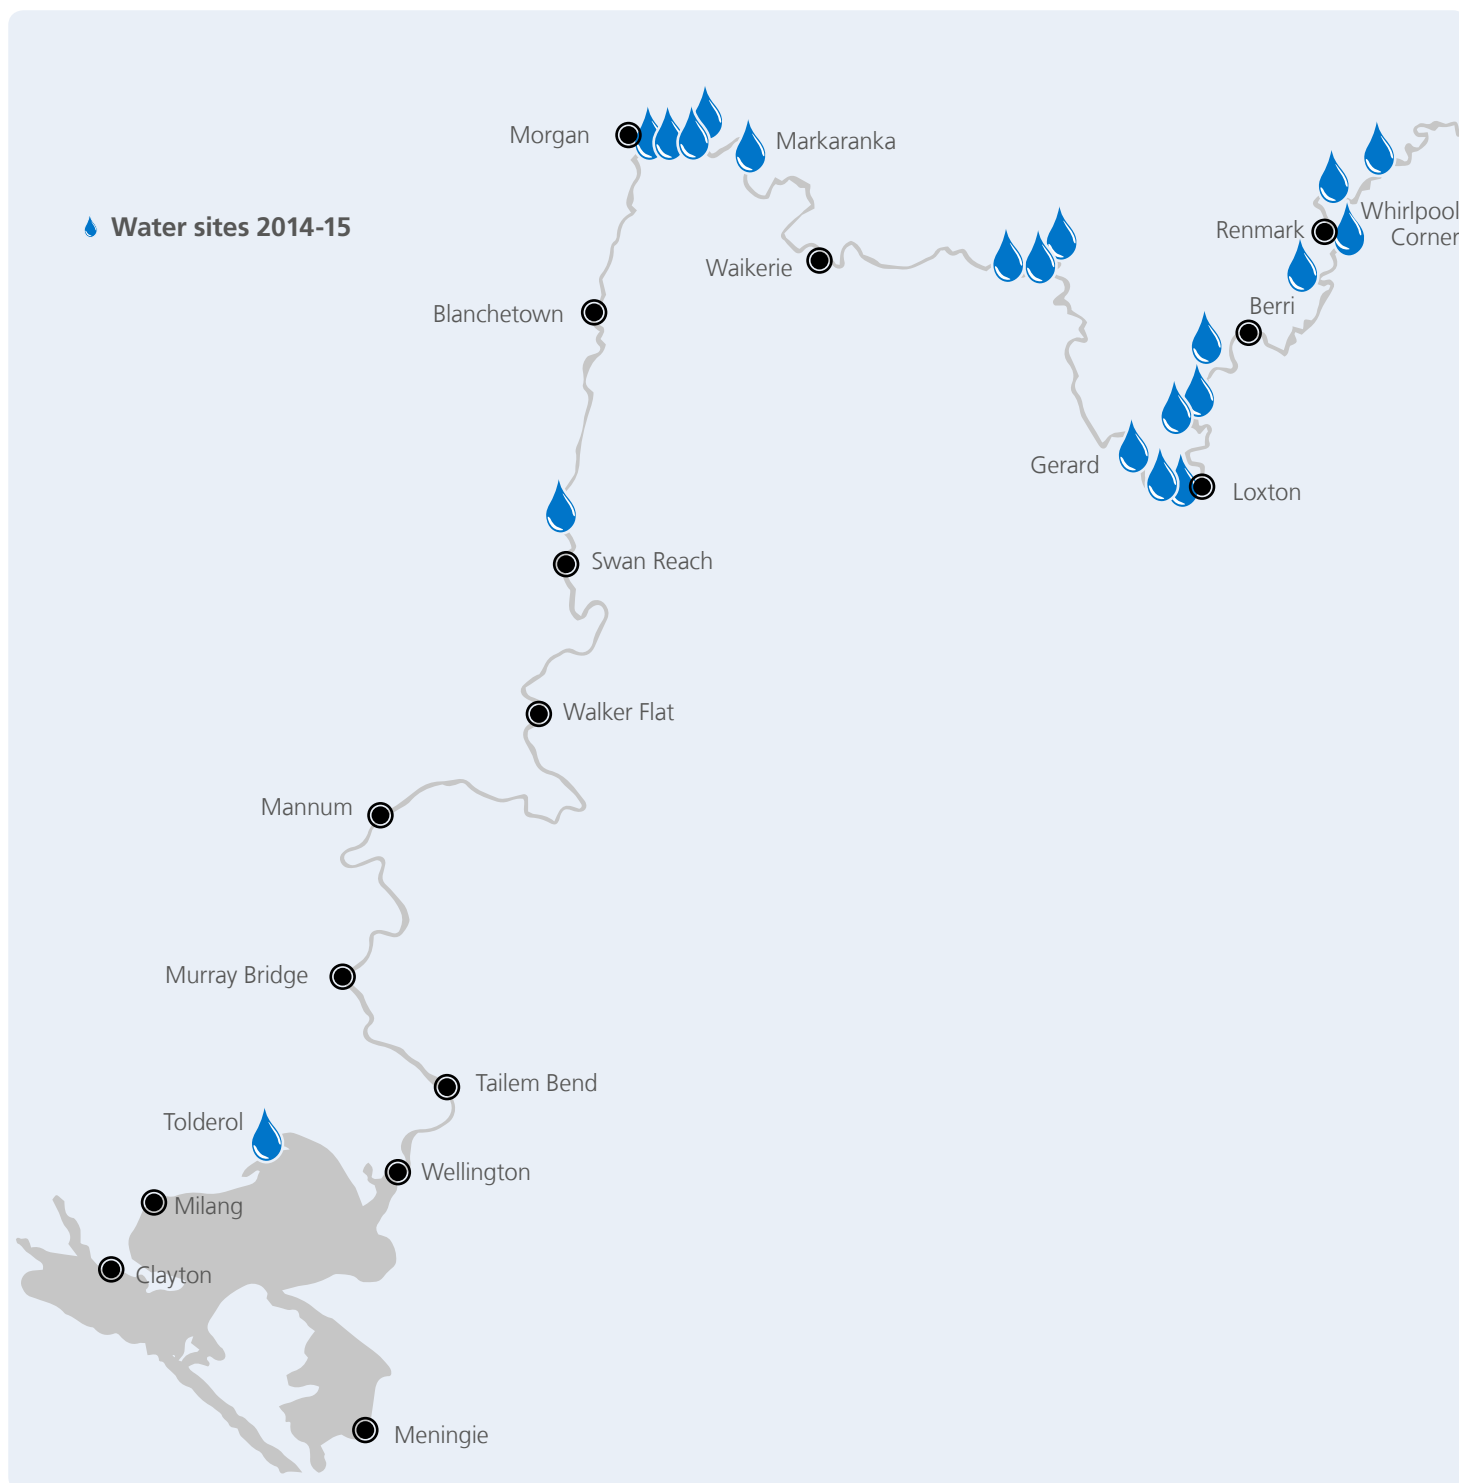 Morgan
Markaranka
Water sites 2014-15
Whirlpool
Corner
Renmark
Waikerie
Berri
Blanchetown
Gerard
Loxton
Swan Reach
Walker Flat
Mannum
Murray Bridge
Tailem Bend
Tolderol
Wellington
Milang
Clayton
Meningie